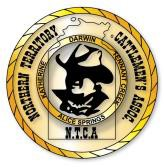 NORTHERN TERRITORY CATTLEMEN'S ASSOC.
DARWIN
KATHERINE
TENNANT CREEK
ALICE SPRINGS
N.T.C.A